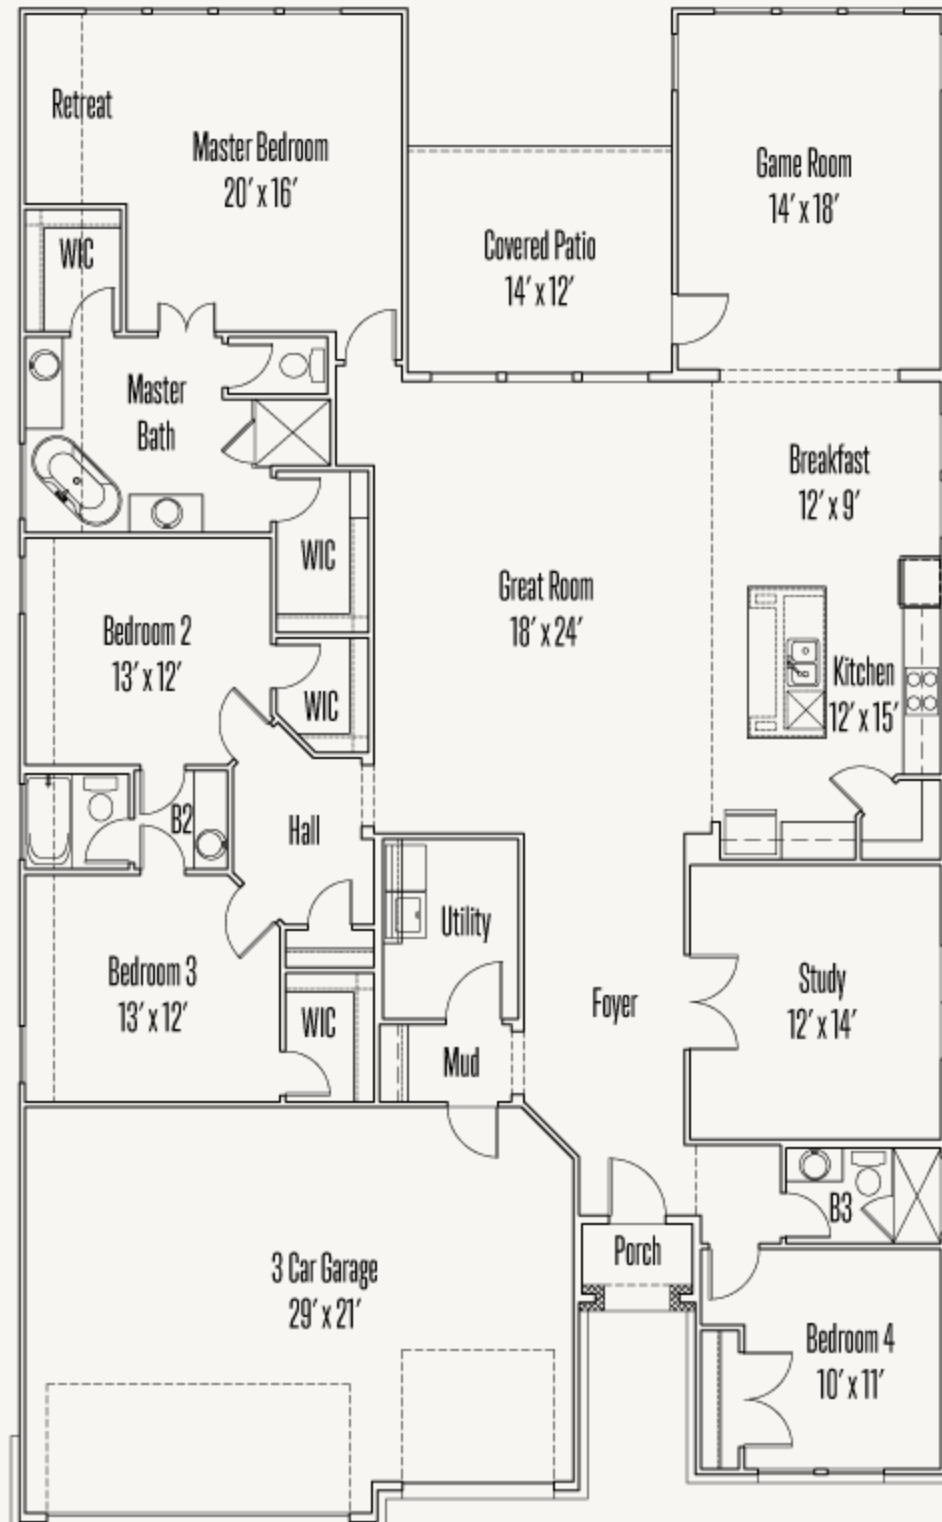 Retreat
Master Bedroom
20' x 16'
Game Room
14' x 18'
WIC
Covered Patio
14' x 12'
Master
Bath
Breakfast
12' x 9'
WIC
Great Room
18' x 24'
Bedroom 2
13' x 12'
Kitchen
12' x 15'
WIC
B2
Hall
Utility
Bedroom 3
13' x 12'
Study
12' x 14'
Foyer
WIC
Mud
B3
Porch
3 Car Garage
29' x 21'
Bedroom 4
10' x 11'